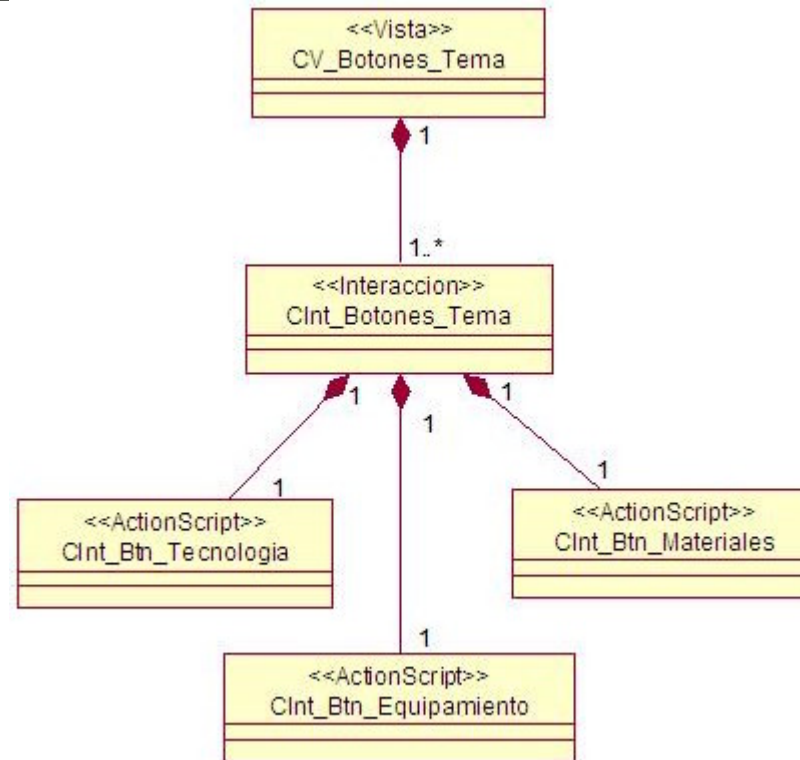 <<Vista>>
CV_Botones_Tema
1
1..*
<<Interaccion>>
CInt_Botones_Tema
1
1
1
1
1
<<ActionScript>>
CInt_Btn_Tecnologia
<<ActionScript>>
CInt_Btn_Materiales
1
<<ActionScript>>
CInt_Btn_Equipamiento